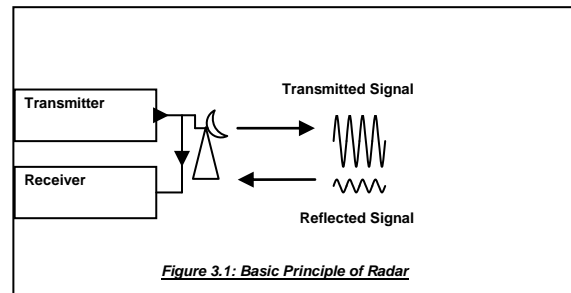 Transmitted Signal
Transmitter
Receiver
Reflected Signal
Figure 3.1: Basic Principle of Radar